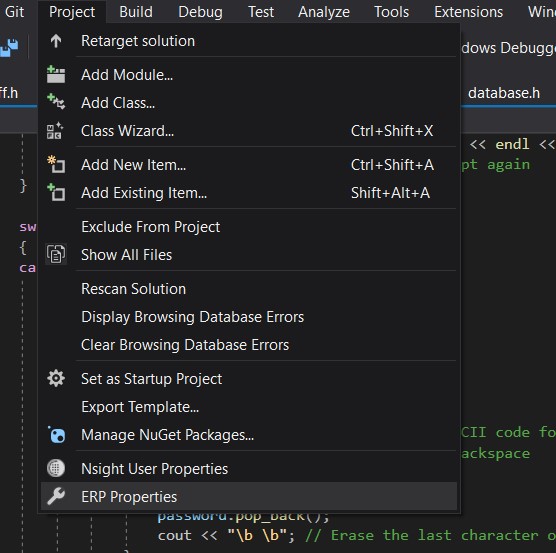 Git Project Build Debug Test Analyze Tools Extensions Win
Retarget solution
dows Debugge
Add Module...
ff.h
database.h
Add Class...
Class Wizard... Ctrl+Shift+X
<< endl <<
Add New Item... Ctrl+Shift+A
pt again
}
Add Existing Item... Shift+Alt+A
sw
Exclude From Project
{
Show All Files
ca
Rescan Solution
Display Browsing Database Errors
Clear Browsing Database Errors
Set as Startup Project
Export Template...
Manage NuGet Packages...
CII code fo
ackspace
Nsight User Properties
ERP Properties
password.pop_back();
cout << "\b \b"; // Erase the last character o